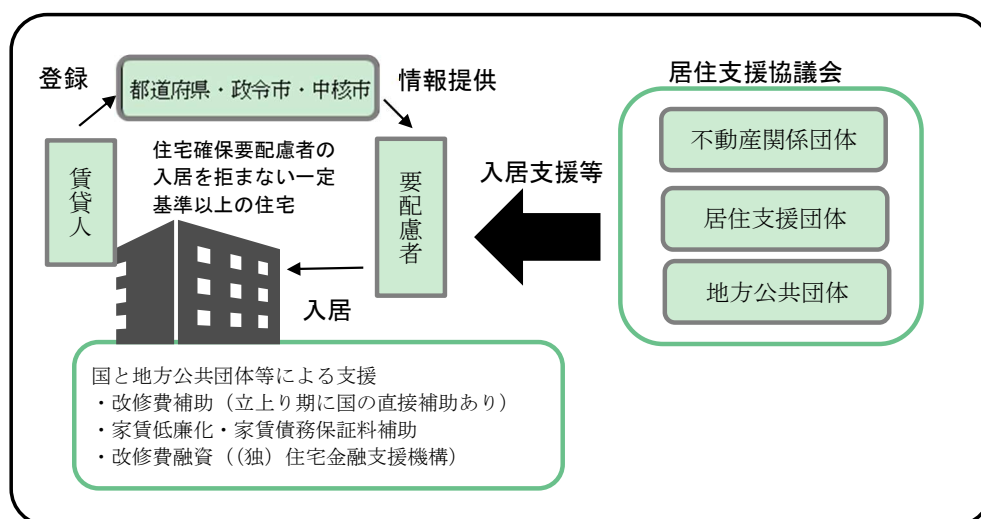 登録
都道府県・政令市・中核市
情報提供
賃貸人
住宅確保要配慮者の
入居を拒まない一定
基準以上の住宅
要配慮者
入居
入居支援等
居住支援協議会
不動産関係団体
居住支援団体
地方公共団体
国と地方公共団体等による支援
・改修費補助（立上り期に国の直接補助あり）
・家賃低廉化・家賃債務保証料補助
・改修費融資（(独）住宅金融支援機構）